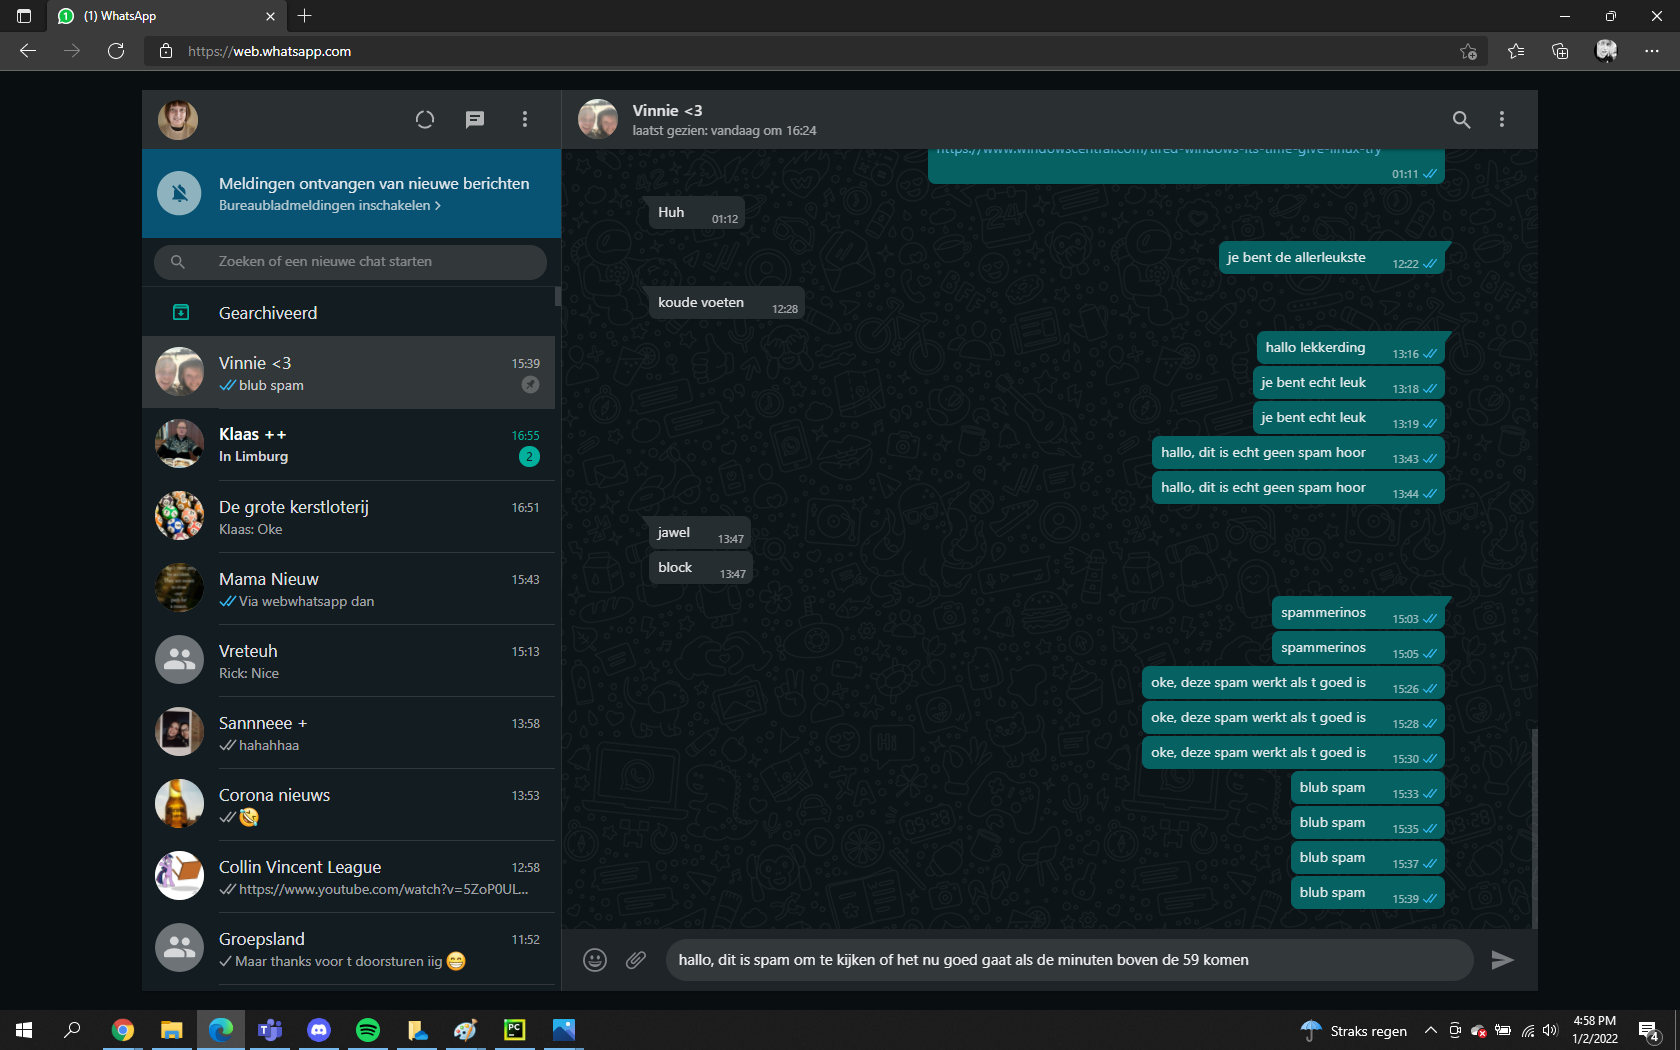 (1) WhatsApp
https://web.whatsapp.com
Meldingen ontvangen van nieuwe berichten
Bureaubladmeldingen inschakelen >
Zoeken of een nieuwe chat starten
Gearchiveerd
Vinnie <3 15:39
blub spam
Klaas ++ 16:55
In Limburg 2
De grote kerstloterij 16:51
Klaas: Oke
Mama Nieuw 15:43
Via webwhatsapp dan
Vreteuh 15:13
Rick: Nice
Sannneee + 13:58
hahahhaa
Corona nieuws 13:53
🤣
Collin Vincent League 12:58
https://www.youtube.com/watch?v=5ZoP0UL...
Groepsland 11:52
Maar thanks voor t doorsturen iig 😁
Vinnie <3
laatst gezien: vandaag om 16:24
https://www.windowscentral.com/tired-windows-its-time-give-linux-try
01:11
Huh 01:12
je bent de allerleukste 12:22
koude voeten 12:28
hallo lekkerding 13:16
je bent echt leuk 13:18
je bent echt leuk 13:19
hallo, dit is echt geen spam hoor 13:43
hallo, dit is echt geen spam hoor 13:44
jawel 13:47
block 13:47
spammerinos 15:03
spammerinos 15:05
oke, deze spam werkt als t goed is 15:26
oke, deze spam werkt als t goed is 15:28
oke, deze spam werkt als t goed is 15:30
blub spam 15:33
blub spam 15:35
blub spam 15:37
blub spam 15:39
hallo, dit is spam om te kijken of het nu goed gaat als de minuten boven de 59 komen
Straks regen
4:58 PM
1/2/2022
4